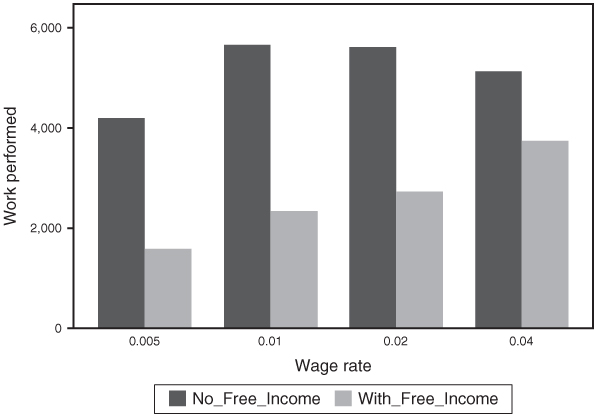 Work performed
6,000
4,000
2,000
0
0.005 0.01 0.02 0.04
Wage rate
No_Free_Income With_Free_Income